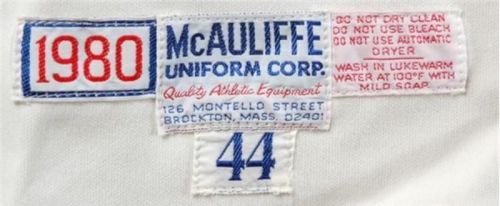 1980
McAULIFFE
UNIFORM CORP.
Quality Athletic Equipment
126 MONTELLO STREET
BROCKTON, MASS. 02401
DO NOT DRY CLEAN
DO NOT USE BLEACH
DO NOT USE AUTOMATIC
DRYER
WASH IN LUKEWARM
WATER at 100°F WITH
MILD SOAP
44